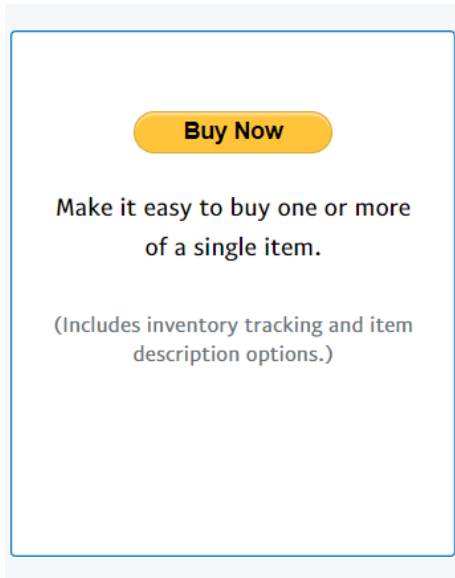 Buy Now
Make it easy to buy one or more
of a single item.
(Includes inventory tracking and item
description options.)